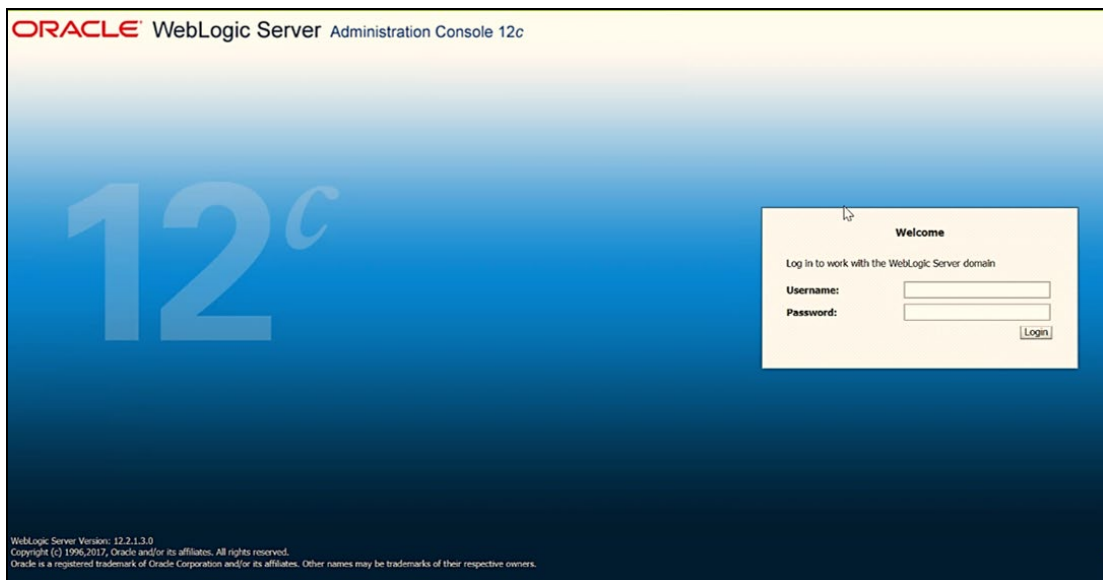 ORACLE WebLogic Server Administration Console 12c
12c
Welcome
Log in to work with the WebLogic Server domain
Username:
Password:
Login
WebLogic Server Version: 12.2.1.3.0
Copyright (c) 1996,2017, Oracle and/or its affiliates. All rights reserved.
Oracle is a registered trademark of Oracle Corporation and/or its affiliates. Other names may be trademarks of their respective owners.